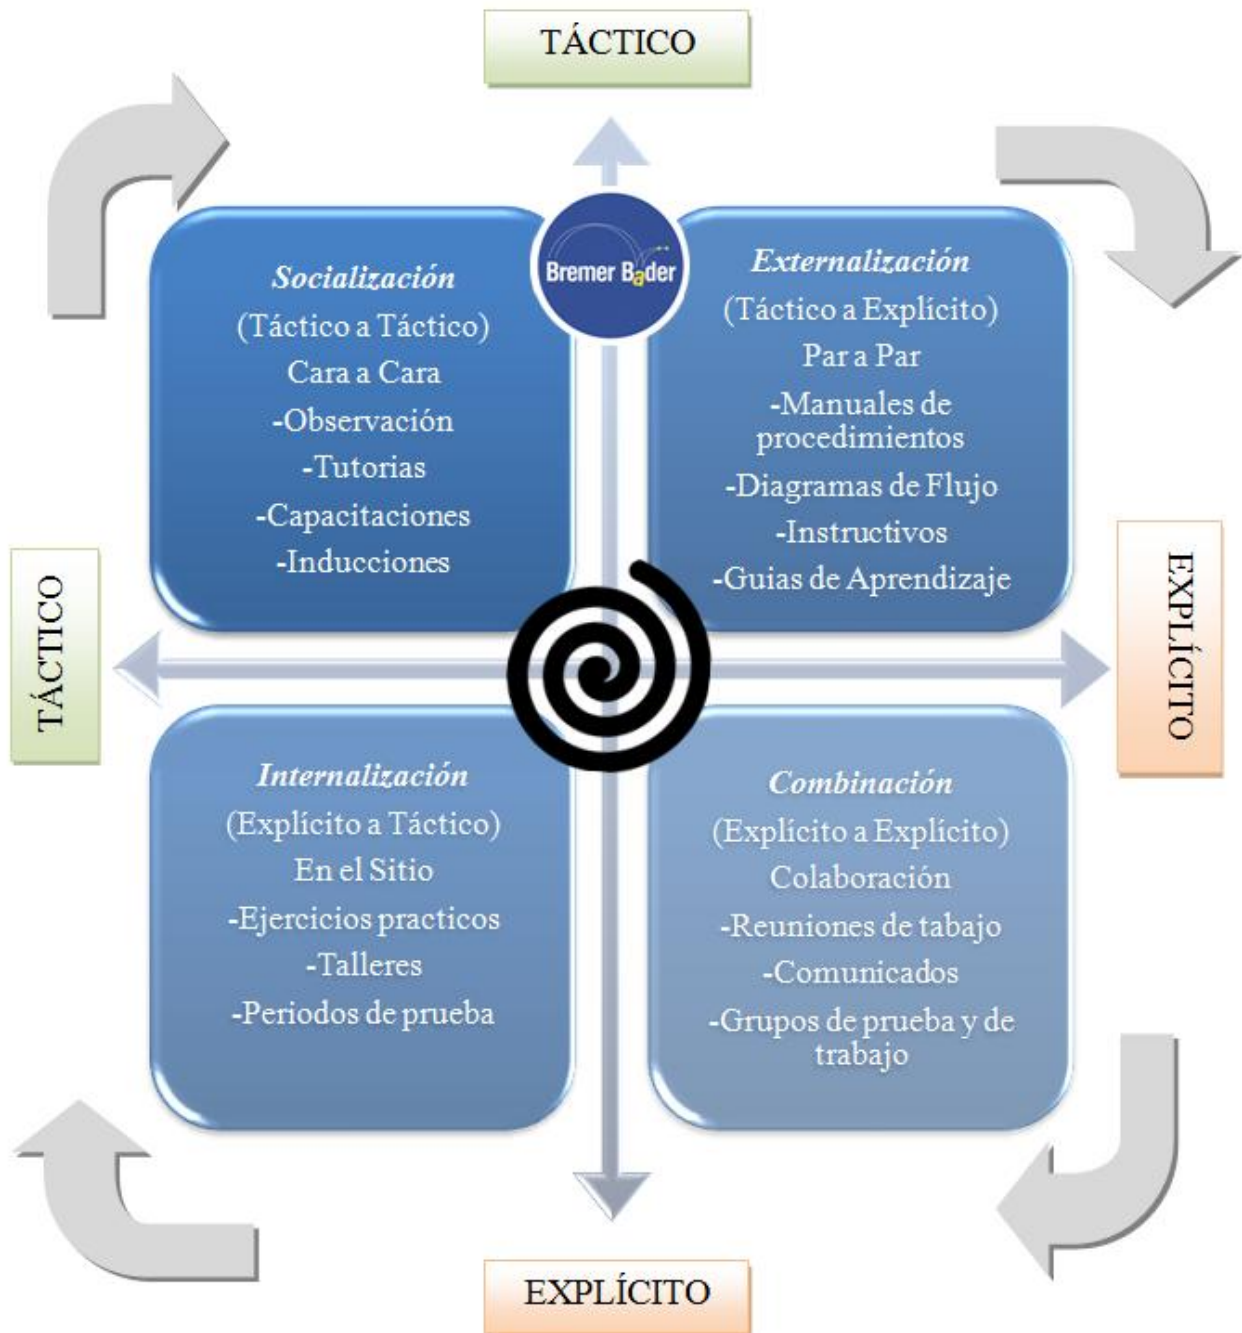 TÁCTICO
Bremer Bader
Socialización
(Táctico a Táctico)
Cara a Cara
-Observación
-Tutorias
-Capacitaciones
-Inducciones
Externalización
(Táctico a Explícito)
Par a Par
-Manuales de
procedimientos
-Diagramas de Flujo
-Instructivos
-Guias de Aprendizaje
TÁCTICO
EXPLÍCITO
Internalización
(Explícito a Táctico)
En el Sitio
-Ejercicios practicos
-Talleres
-Periodos de prueba
Combinación
(Explícito a Explícito)
Colaboración
-Reuniones de tabajo
-Comunicados
-Grupos de prueba y de
trabajo
EXPLÍCITO